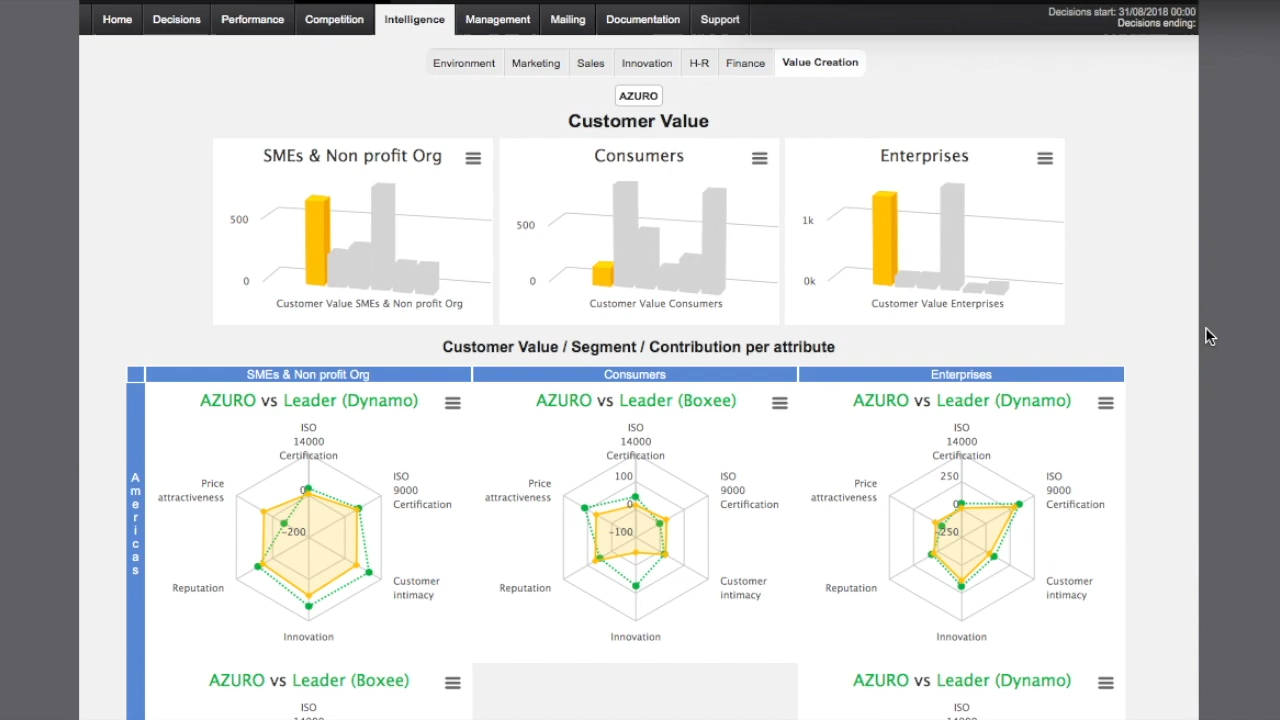 Home Decisions Performance Competition Intelligence Management Mailing Documentation Support
Decisions start: 31/08/2018 00:00
Decisions ending:
Environment Marketing Sales Innovation H-R Finance Value Creation
AZURO
Customer Value
SMEs & Non profit Org Consumers Enterprises
500 500 1k
0 0 0k
Customer Value SMEs & Non profit Org Customer Value Consumers Customer Value Enterprises
Customer Value / Segment / Contribution per attribute
SMEs & Non profit Org Consumers Enterprises
Americas
AZURO vs Leader (Dynamo) AZURO vs Leader (Boxee) AZURO vs Leader (Dynamo)
ISO ISO ISO
14000 14000 14000
Certification Certification Certification
ISO 100 ISO 250 ISO
Price 0 9000 Price 0 9000 Price 0 9000
attractiveness Certification attractiveness Certification attractiveness Certification
-200 -100 -250
Reputation Customer Reputation Customer Reputation Customer
intimacy intimacy intimacy
Innovation Innovation Innovation
AZURO vs Leader (Boxee) AZURO vs Leader (Dynamo)
ISO ISO
14000 14000